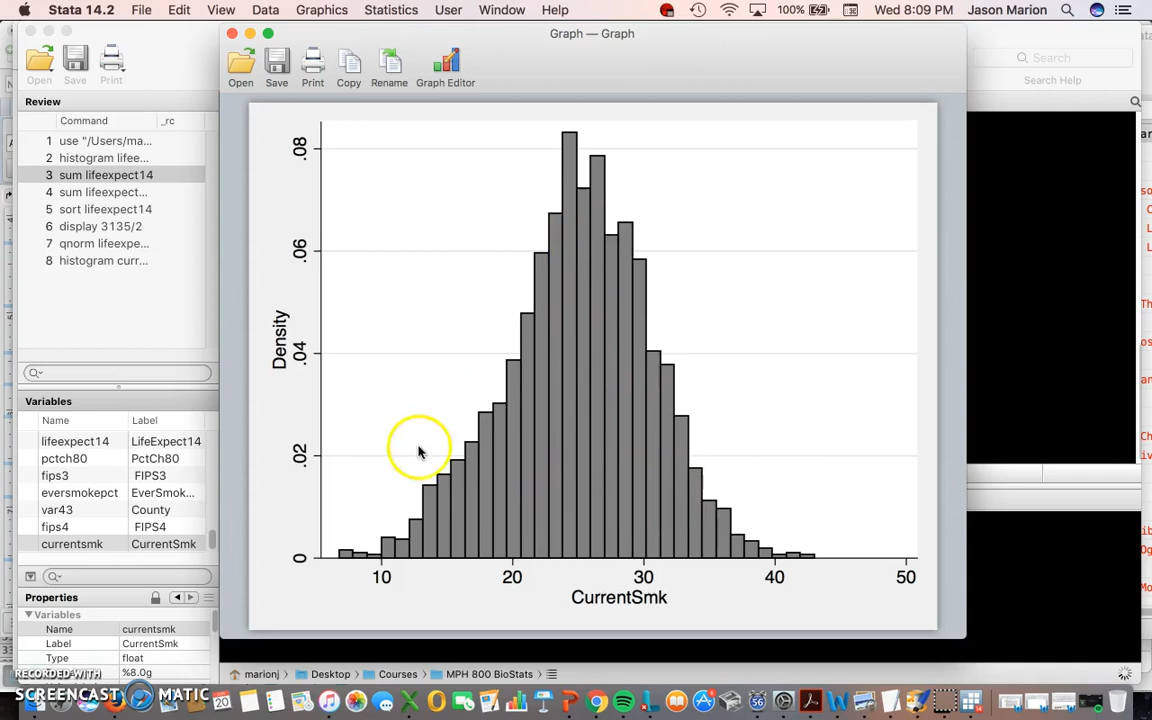 Stata 14.2 File Edit View Data Graphics Statistics User Window Help 100% Wed 8:09 PM Jason Marion
Graph — Graph
Open Save Print
Open Save Print Copy Rename Graph Editor
Search
Search Help
Review
Command _rc
1 use "/Users/ma...
2 histogram lifee...
3 sum lifeexpect14
4 sum lifeexpect...
5 sort lifeexpect14
6 display 3135/2
7 qnorm lifeexpe...
8 histogram curr...
Variables
Name Label
lifeexpect14 LifeExpect14
pctch80 PctCh80
fips3 FIPS3
eversmokepct EverSmok...
var43 County
fips4 FIPS4
currentsmk CurrentSmk
Properties
Variables
Name currentsmk
Label CurrentSmk
Type float
%8.0g
Density
.08
.06
.04
.02
0
10 20 30 40 50
CurrentSmk
marionj Desktop Courses MPH 800 BioStats
RECORDED WITH
SCREENCAST MATIC